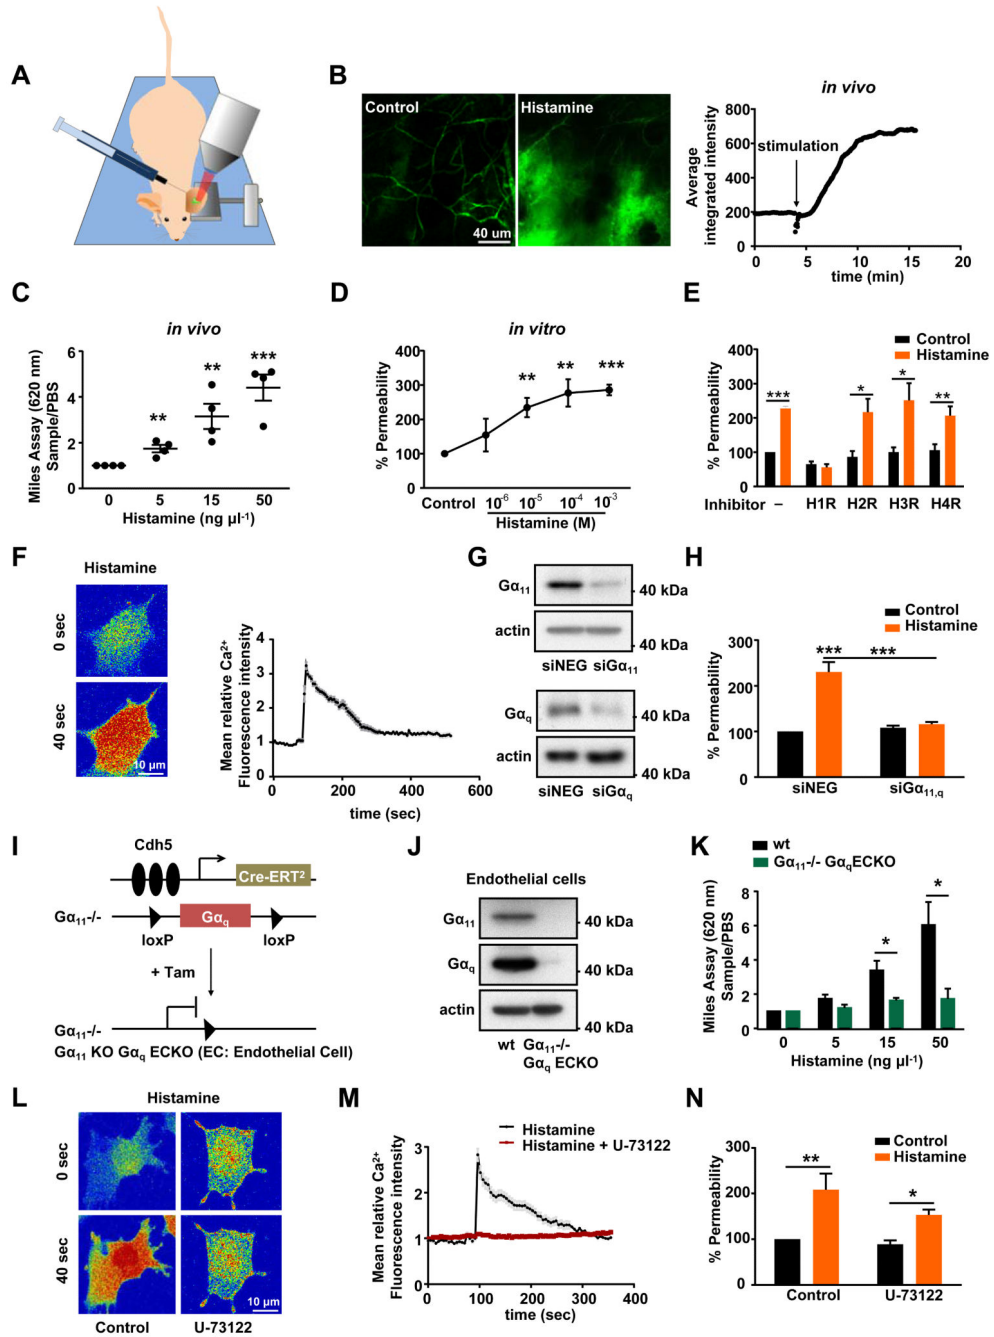 A
B
Control
Histamine
40 um
in vivo
Average
integrated intensity
800
600
400
200
0
stimulation
0 5 10 15 20
time (min)
C
in vivo
Miles Assay (620 nm)
Sample/PBS
6
4
2
0
**
**
***
0 5 15 50
Histamine (ng µl-1)
D
in vitro
% Permability
400
300
200
100
0
**
**
***
Control 10-6 10-5 10-4 10-3
Histamine (M)
E
Control
Histamine
% Permability
400
300
200
100
0
***
*
*
**
Inhibitor – H1R H2R H3R H4R
F
Histamine
0 sec
40 sec
10 µm
Mean relative Ca2+
Fluorescence intensity
4
3
2
1
0
0 200 400 600
time (sec)
G
Gα11
40 kDa
actin
40 kDa
siNEG siGα11
Gαq
40 kDa
actin
40 kDa
siNEG siGαq
H
Control
Histamine
% Permability
300
200
100
0
*** ***
siNEG siGα11,q
I
Cdh5
Cre-ERT2
Gα11-/-
Gαq
loxP loxP
+ Tam
Gα11-/-
Gα11 KO Gαq ECKO (EC: Endothelial Cell)
J
Endothelial cells
Gα11
40 kDa
Gαq
40 kDa
actin
40 kDa
wt Gα11-/-
Gαq ECKO
K
wt
Gα11-/- GαqECKO
Miles Assay (620 nm)
Sample/PBS
8
6
4
2
0
*
*
0 5 15 50
Histamine (ng µl-1)
L
Histamine
0 sec
40 sec
10 µm
Control U-73122
M
Histamine
Histamine + U-73122
Mean relative Ca2+
Fluorescence intensity
3
2
1
0
0 100 200 300 400
time (sec)
N
Control
Histamine
% Permability
300
200
100
0
**
*
Control U-73122